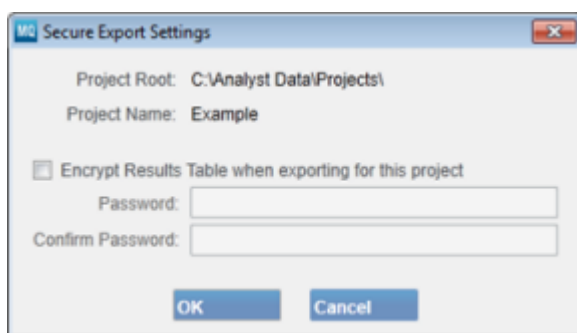 MQ Secure Export Settings
Project Root: C:\Analyst Data\Projects\
Project Name: Example
Encrypt Results Table when exporting for this project
Password:
Confirm Password:
OK Cancel